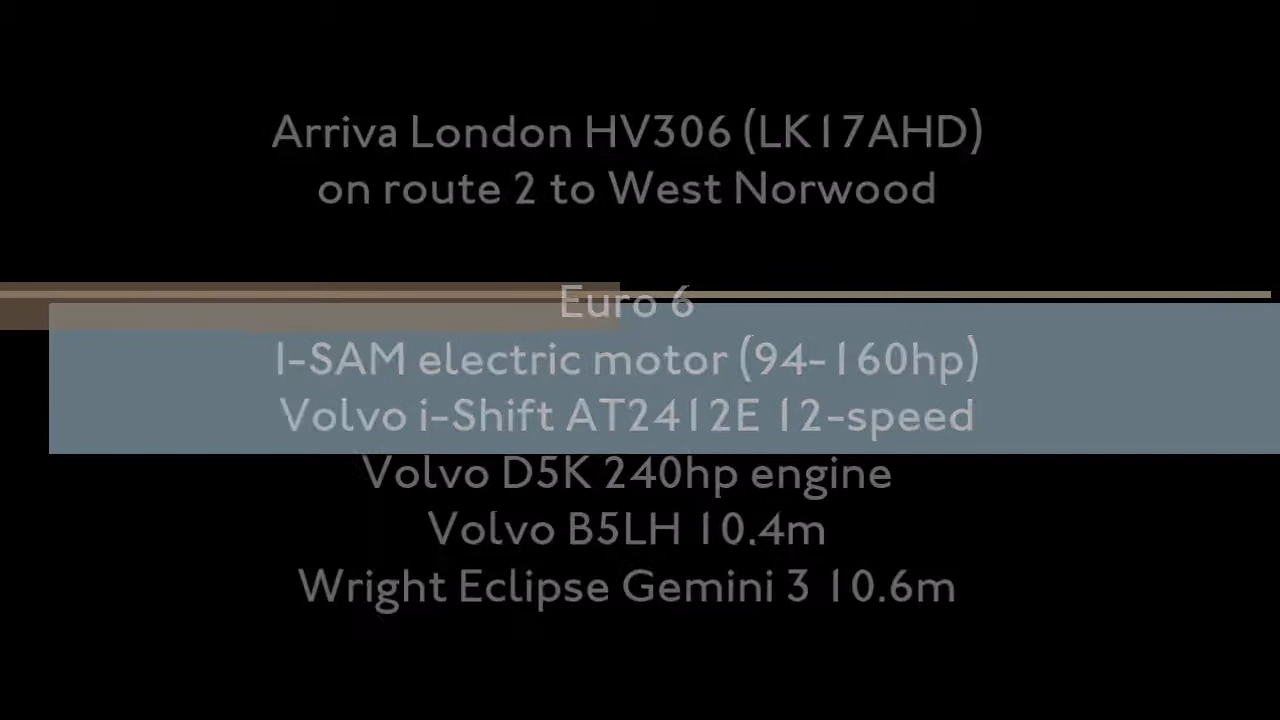 Arriva London HV306 (LK17AHD)
on route 2 to West Norwood
Euro 6
I-SAM electric motor (94-160hp)
Volvo i-Shift AT2412E 12-speed
Volvo D5K 240hp engine
Volvo B5LH 10.4m
Wright Eclipse Gemini 3 10.6m